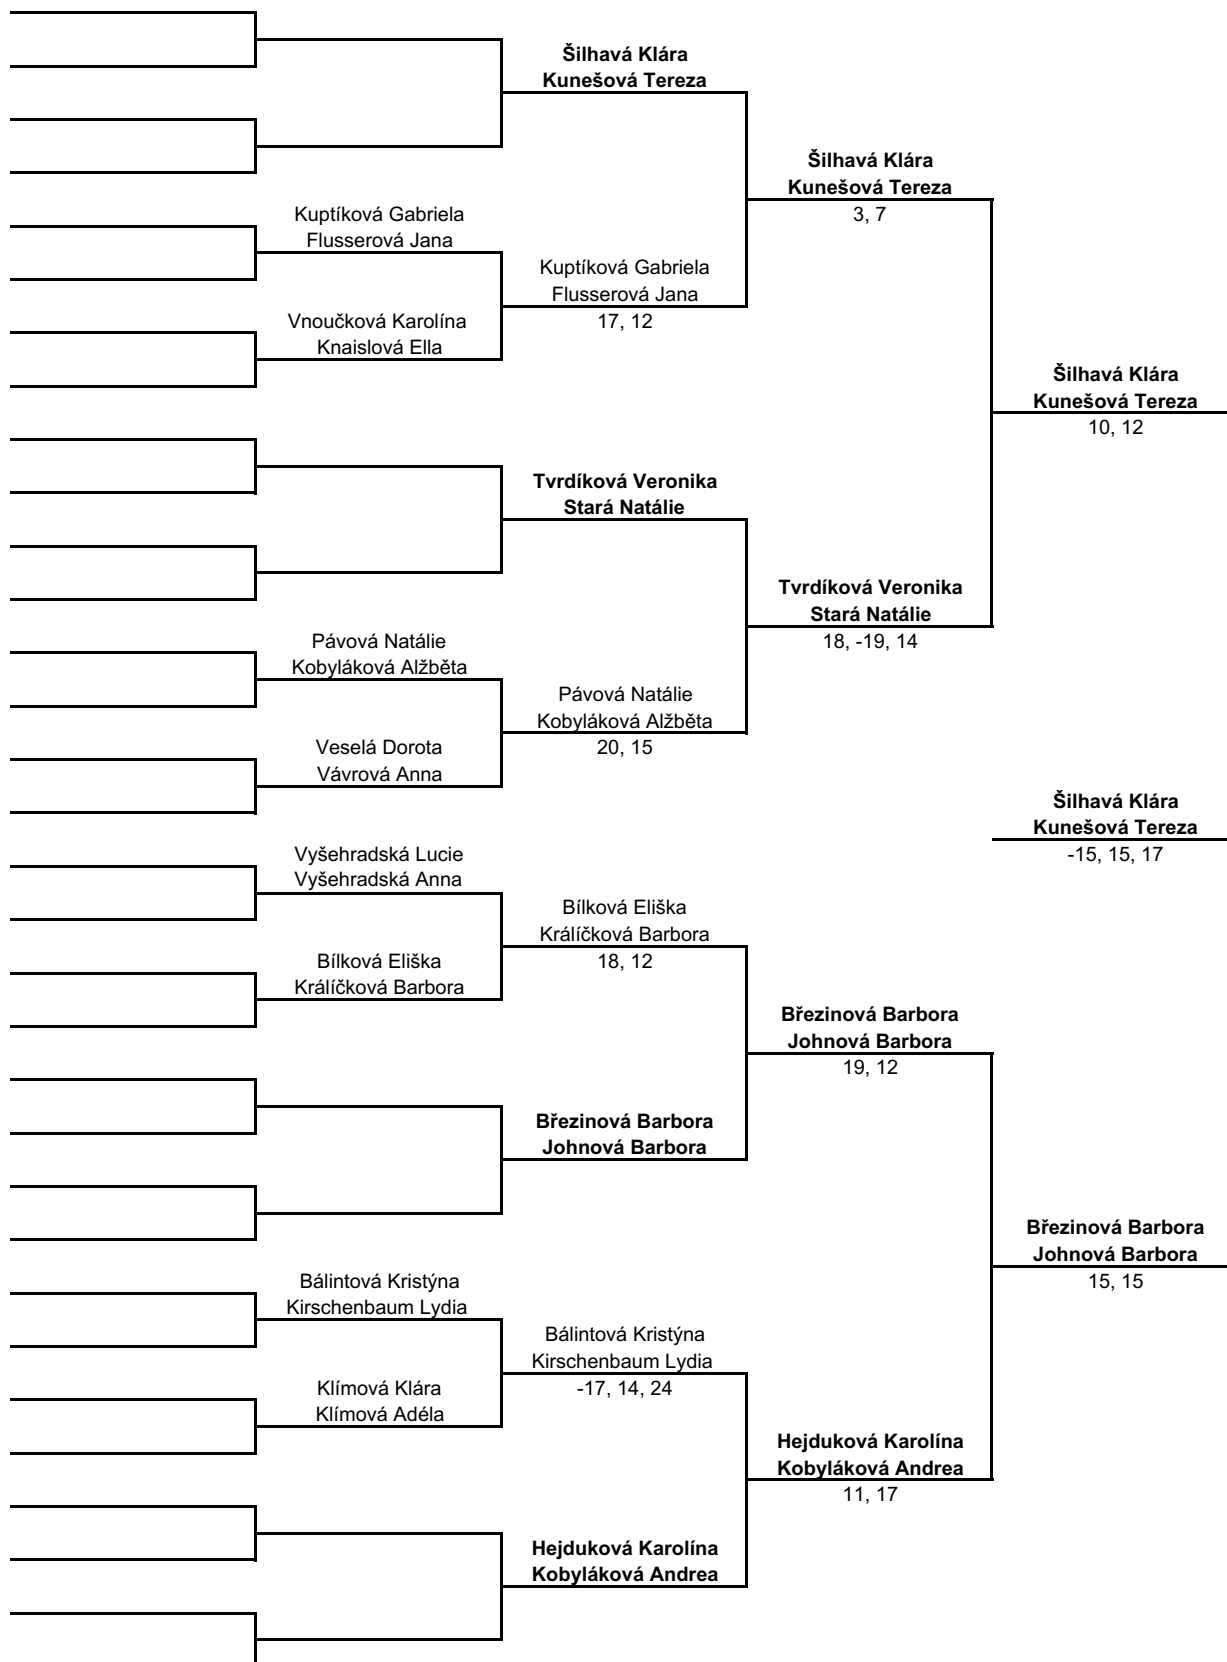 Šilhavá Klára
Kunešová Tereza
Šilhavá Klára
Kunešová Tereza
3, 7
Kuptíková Gabriela
Flusserová Jana
Kuptíková Gabriela
Flusserová Jana
17, 12
Vnoučková Karolína
Knaislová Ella
Šilhavá Klára
Kunešová Tereza
10, 12
Tvrdíková Veronika
Stará Natálie
Tvrdíková Veronika
Stará Natálie
18, -19, 14
Pávová Natálie
Kobyláková Alžběta
Pávová Natálie
Kobyláková Alžběta
20, 15
Veselá Dorota
Vávrová Anna
Šilhavá Klára
Kunešová Tereza
-15, 15, 17
Vyšehradská Lucie
Vyšehradská Anna
Bílková Eliška
Králíčková Barbora
18, 12
Bílková Eliška
Králíčková Barbora
Březinová Barbora
Johnová Barbora
19, 12
Březinová Barbora
Johnová Barbora
Březinová Barbora
Johnová Barbora
15, 15
Bálintová Kristýna
Kirschenbaum Lydia
Bálintová Kristýna
Kirschenbaum Lydia
-17, 14, 24
Klímová Klára
Klímová Adéla
Hejduková Karolína
Kobyláková Andrea
11, 17
Hejduková Karolína
Kobyláková Andrea